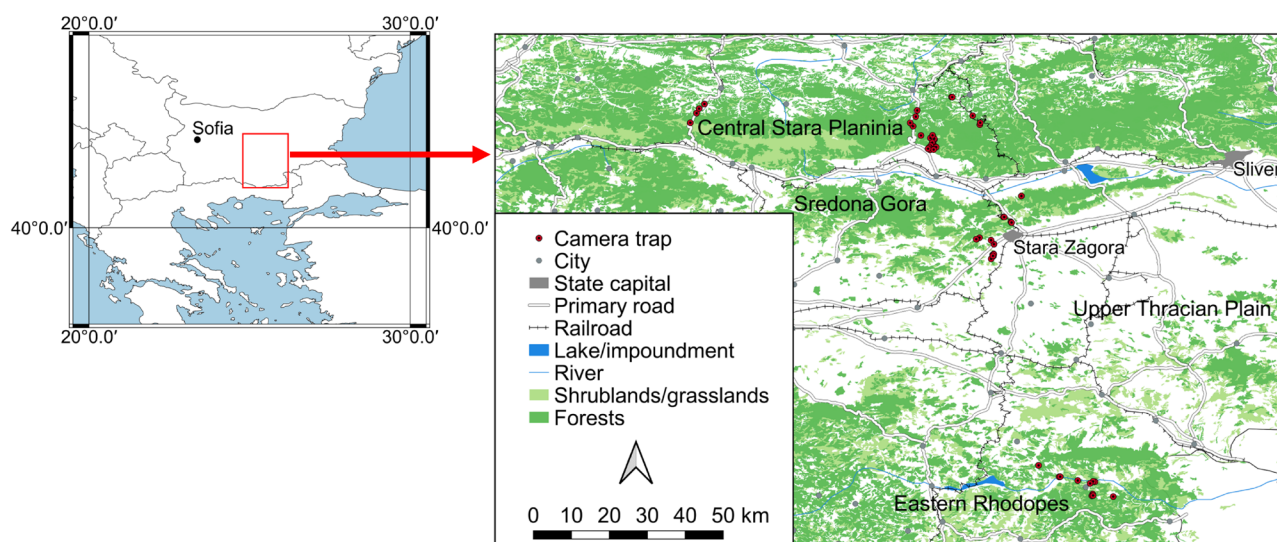 20°0.0′ 30°0.0′
Sofia
40°0.0′ 40°0.0′
20°0.0′ 30°0.0′
Central Stara Planinia
Sliven
Sredona Gora
Stara Zagora
Upper Thracian Plain
Eastern Rhodopes
Camera trap
City
State capital
Primary road
Railroad
Lake/impoundment
River
Shrublands/grasslands
Forests
0 10 20 30 40 50 km